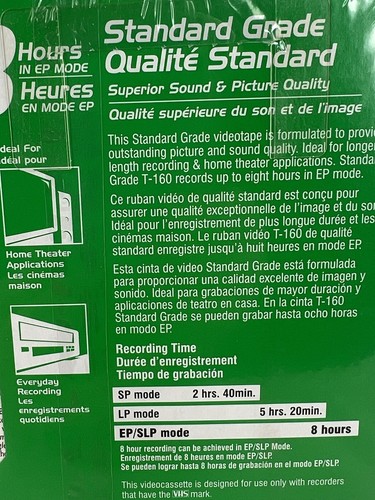 Standard Grade
Qualité Standard
Superior Sound & Picture Quality
Qualité supérieure du son et de l'image
8 Hours
IN EP MODE
Heures
EN MODE EP
This Standard Grade videotape is formulated to
outstanding picture and sound quality. Ideal for longer
length recording & home theater applications.
Grade T-160 records up to eight hours in EP mode.
Ce ruban vidéo de qualité standard est conçu pour
assurer une qualité exceptionelle de l'image et du
Idéal pour l'enregistrement de plus longue durée et les
cinémas maison. Le ruban vidéo T-160 de qualité
standard enregistre jusqu'à huit heures en mode EP.
Esta cinta de video Standard Grade está formulada
para proporcionar una calidad excelente de imagen y
sonido. Ideal para grabaciones de mayor duración y
aplicaciones de teatro en casa. En la cinta T-160
Standard Grade se pueden grabar hasta ocho horas
en modo EP.
Ideal For
Idéal pour
Home Theater
Applications
Les cinémas
maison
Everyday
Recording
Les
enregistrements
quotidiens
Recording Time
Durée d'enregistrement
Tiempo de grabación
SP mode 2 hrs. 40min.
LP mode 5 hrs. 20min.
EP/SLP mode 8 hours
8 hour recording can be achieved in EP/SLP Mode.
Enregistrement de 8 heures en mode EP/SLP.
Se pueden lograr hasta 8 horas de grabación en el modo EP/SLP.
This videocassette is designed for use only with recorders
that have the VHS mark.